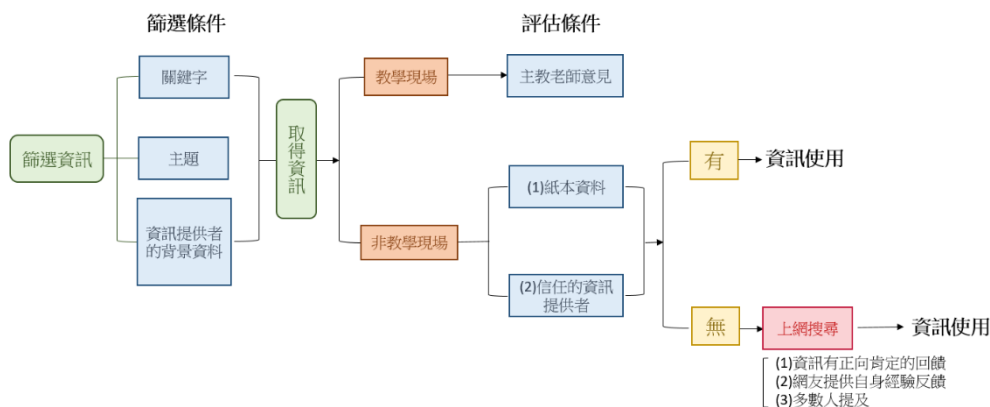 篩選條件
評估條件
關鍵字
教學現場
主教老師意見
篩選資訊
主題
取得資訊
(1)紙本資料
有
資訊使用
資訊提供者
的背景資料
非教學現場
(2)信任的資訊
提供者
無
上網搜尋
資訊使用
(1)資訊有正向肯定的回饋
(2)網友提供自身經驗反饋
(3)多數人提及